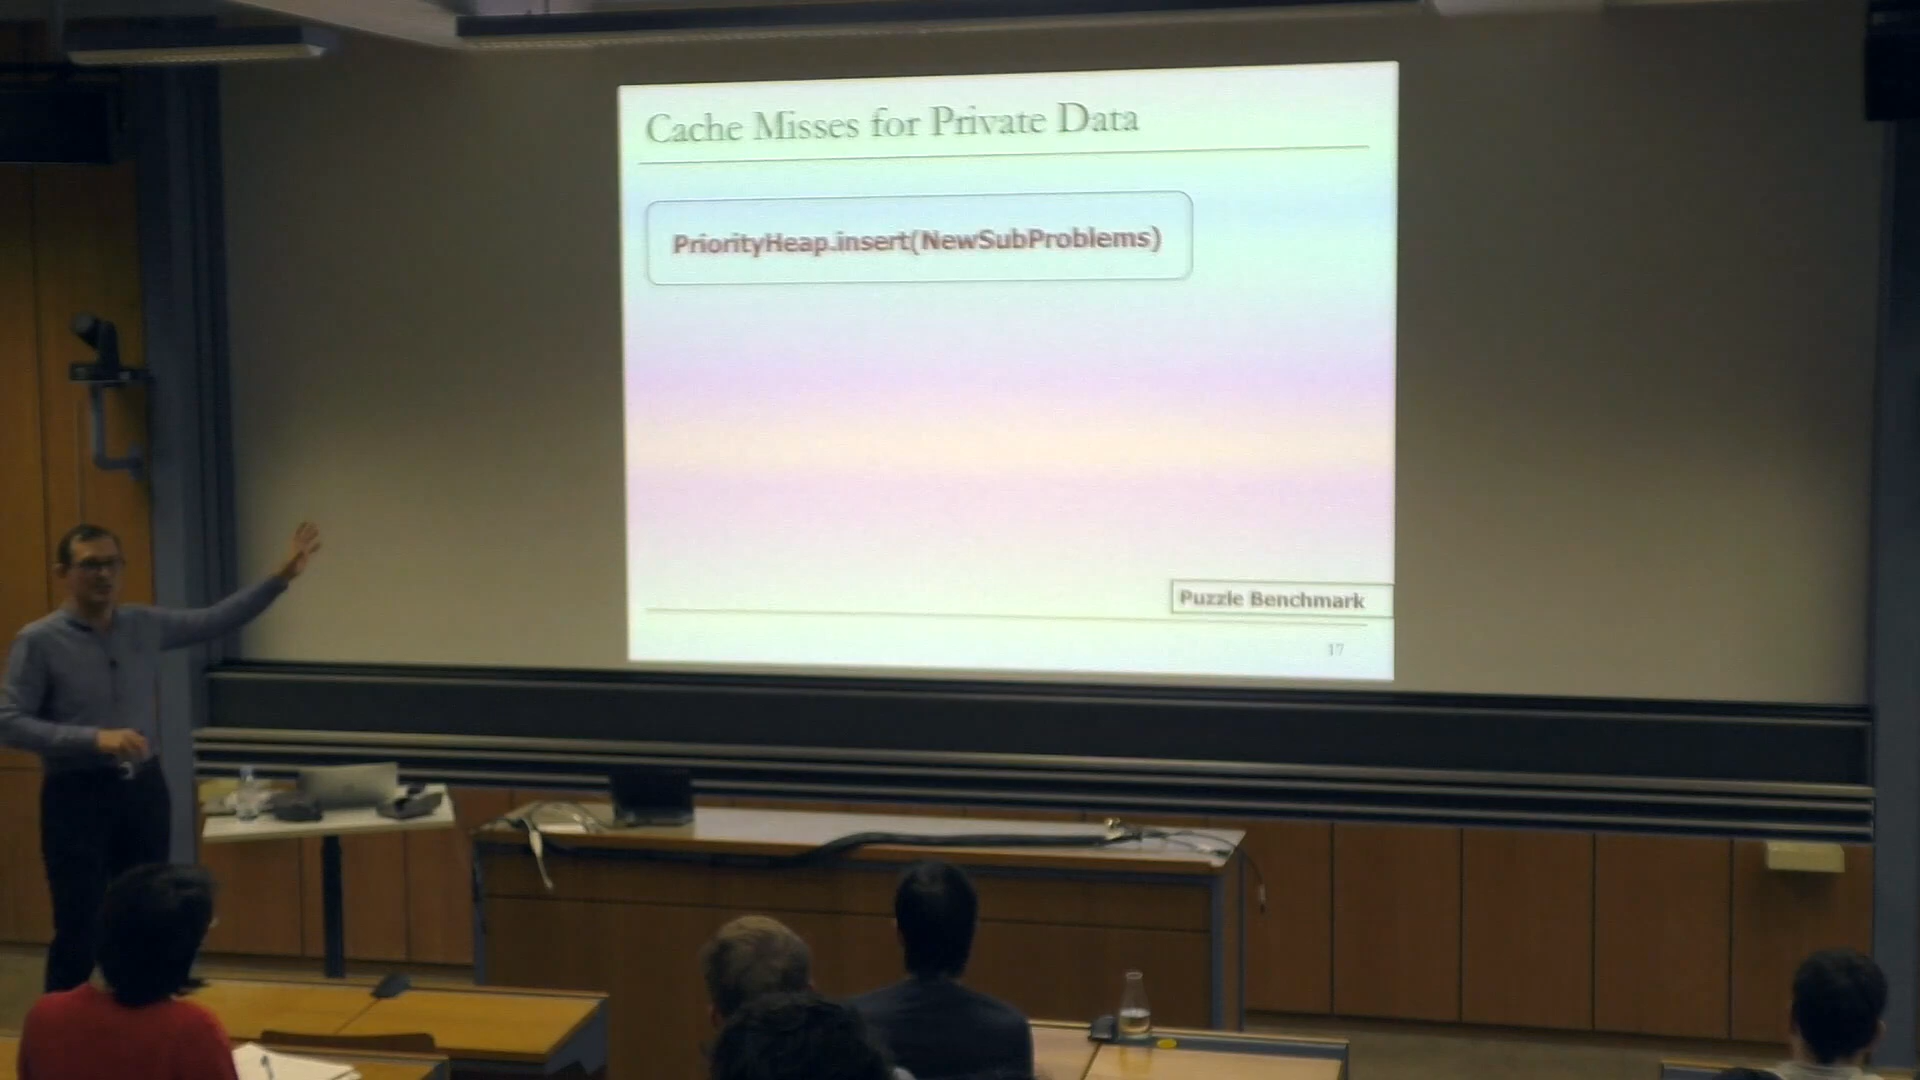 Cache Misses for Private Data
PriorityHeap.insert(NewSubProblems)
Puzzle Benchmark
17